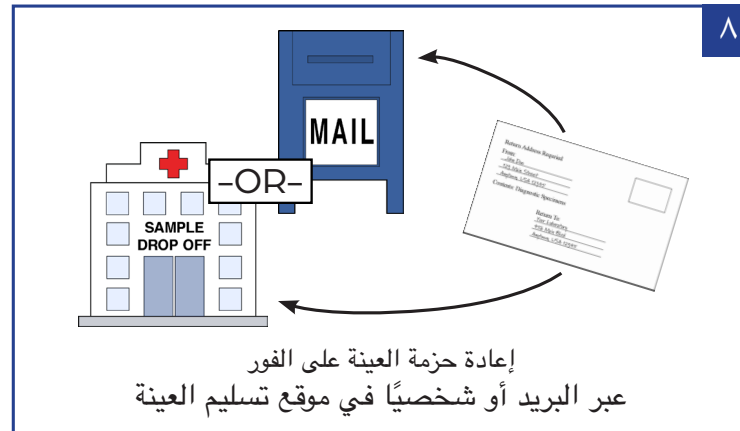 ٨
MAIL
-OR-
SAMPLE
DROP OFF
Return Address Required
From:
Contents: Diagnostic Specimens
Return To
إعادة حزمة العينة على الفور
عبر البريد أو شخصيًا في موقع تسليم العينة